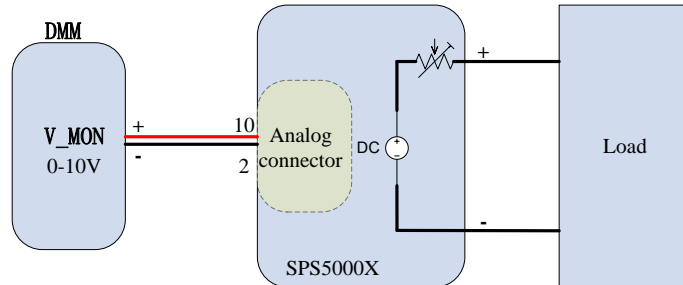 DMM
V_MON
0-10V
+
-
10
2
Analog
connector
DC
+
-
SPS5000X
+
-
Load